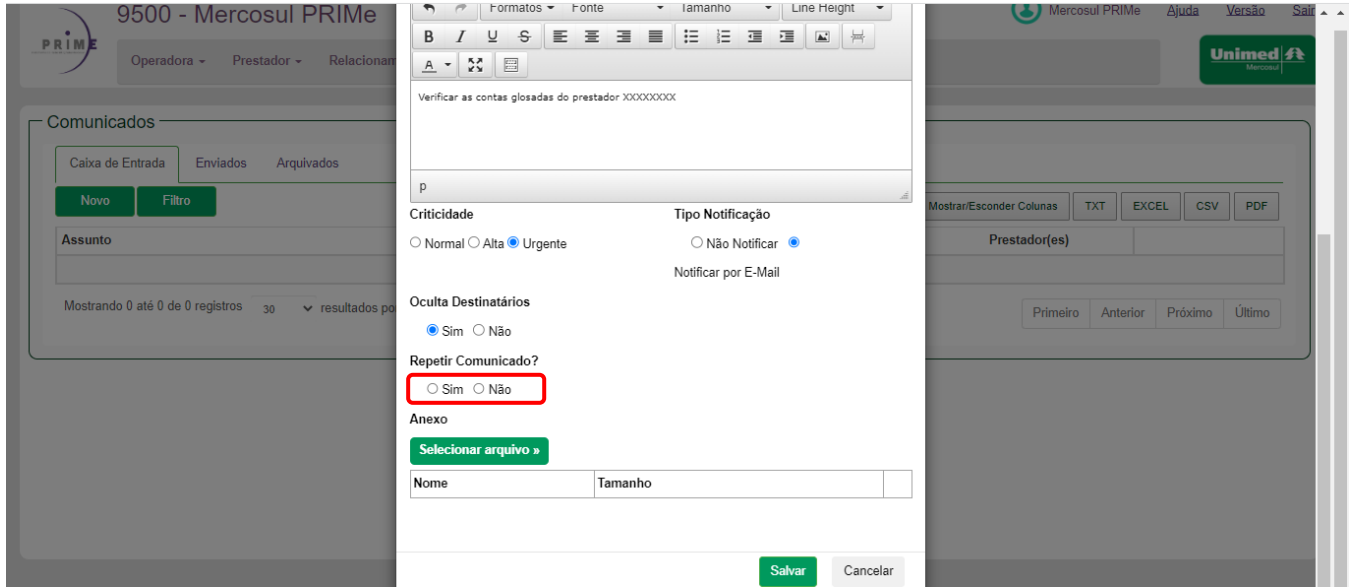 9500 - Mercosul PRIMe
PRIME
Operadora
Prestador
Relacionam
Formatos
Fonte
Tamanho
Line Height
Mercosul PRIMe
Ajuda
Versão
Sair
Unimed
Mercosul
B I U S
A
Verificar as contas glosadas do prestador XXXXXXXX
p
Comunicados
Caixa de Entrada
Enviados
Arquivados
Novo
Filtro
Mostrar/Esconder Colunas
TXT
EXCEL
CSV
PDF
Assunto
Prestador(es)
Mostrando 0 até 0 de 0 registros
30
resultados po
Primeiro
Anterior
Próximo
Último
Criticidade
Normal Alta Urgente
Tipo Notificação
Não Notificar
Notificar por E-Mail
Oculta Destinatários
Sim Não
Repetir Comunicado?
Sim Não
Anexo
Selecionar arquivo »
Nome
Tamanho
Salvar
Cancelar